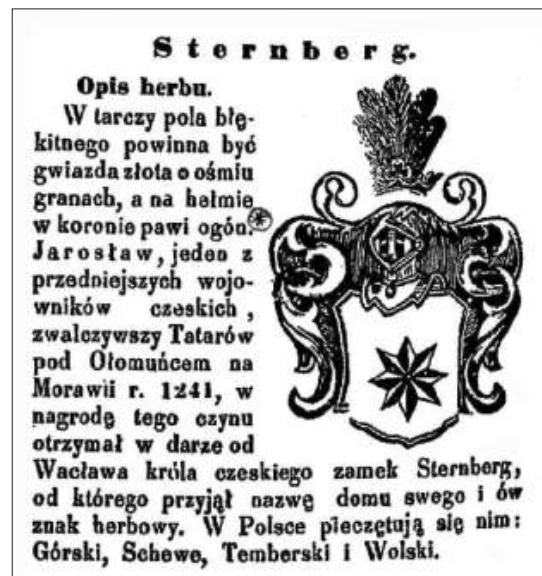 Sternberg.
Opis herbu.
W tarczy pola błę-
kitnego powinna być
gwiazda złota o ośmiu
granach, a na hełmie
w koronie pawi ogón.
Jarosław, jeden z
przedniejszych wojo-
wników czeskich,
zwalczywszy Tatarów
pod Ołomuńcem na
Morawii r. 1241, w
nagrodę tego czynu
otrzymał w darze od
Wacława króla czeskiego zamek Sternberg,
od którego przyjął nazwę domu swego i ów
znak herbowy. W Polsce pieczętują się nim:
Górski, Schewe, Temberski i Wolski.